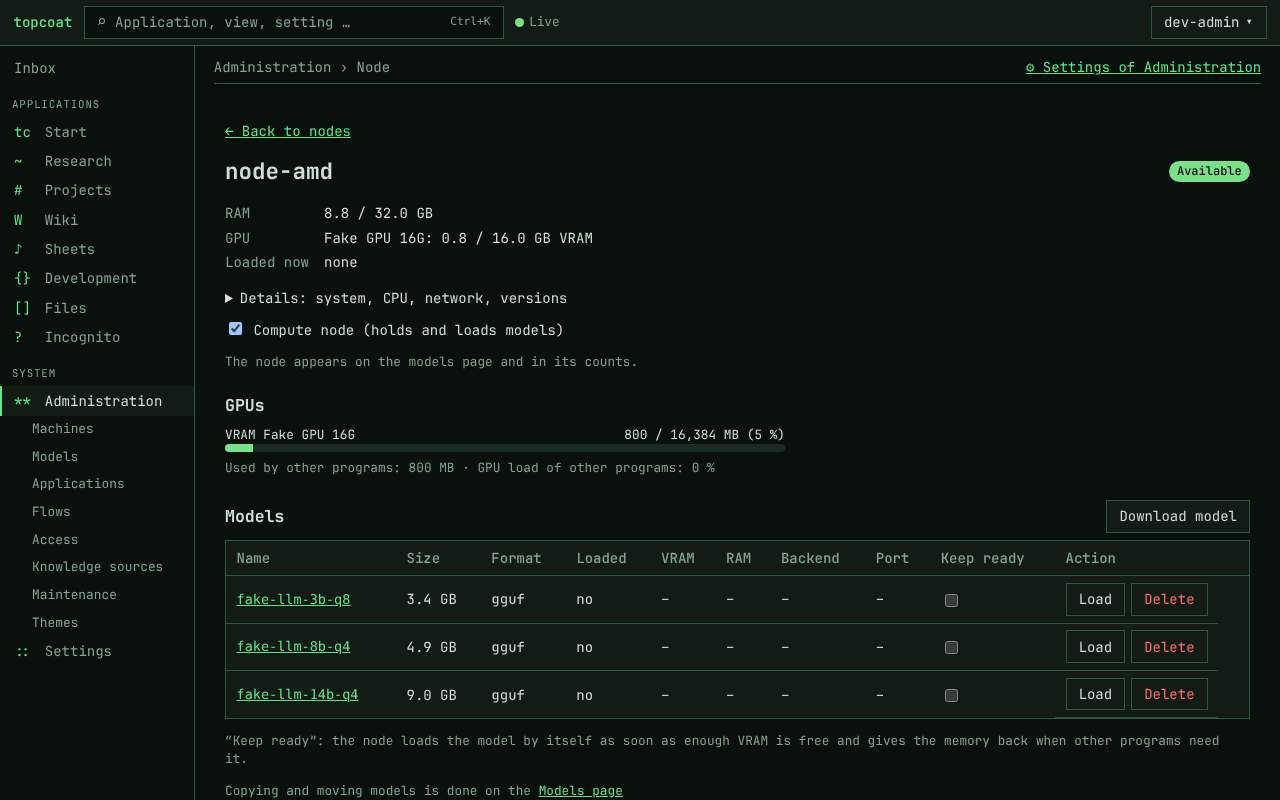 topcoat
⌕ Application, view, setting … Ctrl+K
Live
dev-admin ▾
Inbox
APPLICATIONS
tc Start
~ Research
# Projects
W Wiki
♪ Sheets
{} Development
[] Files
? Incognito
SYSTEM
** Administration
Machines
Models
Applications
Flows
Access
Knowledge sources
Maintenance
Themes
:: Settings
Administration › Node
⚙ Settings of Administration
← Back to nodes
node-amd
Available
RAM 8.8 / 32.0 GB
GPU Fake GPU 16G: 0.8 / 16.0 GB VRAM
Loaded now none
▶ Details: system, CPU, network, versions
Compute node (holds and loads models)
The node appears on the models page and in its counts.
GPUs
VRAM Fake GPU 16G 800 / 16,384 MB (5 %)
Used by other programs: 800 MB · GPU load of other programs: 0 %
Models
Download model
Name Size Format Loaded VRAM RAM Backend Port Keep ready Action
fake-llm-3b-q8 3.4 GB gguf no – – – – Load Delete
fake-llm-8b-q4 4.9 GB gguf no – – – – Load Delete
fake-llm-14b-q4 9.0 GB gguf no – – – – Load Delete
“Keep ready”: the node loads the model by itself as soon as enough VRAM is free and gives the memory back when other programs need
it.
Copying and moving models is done on the Models page